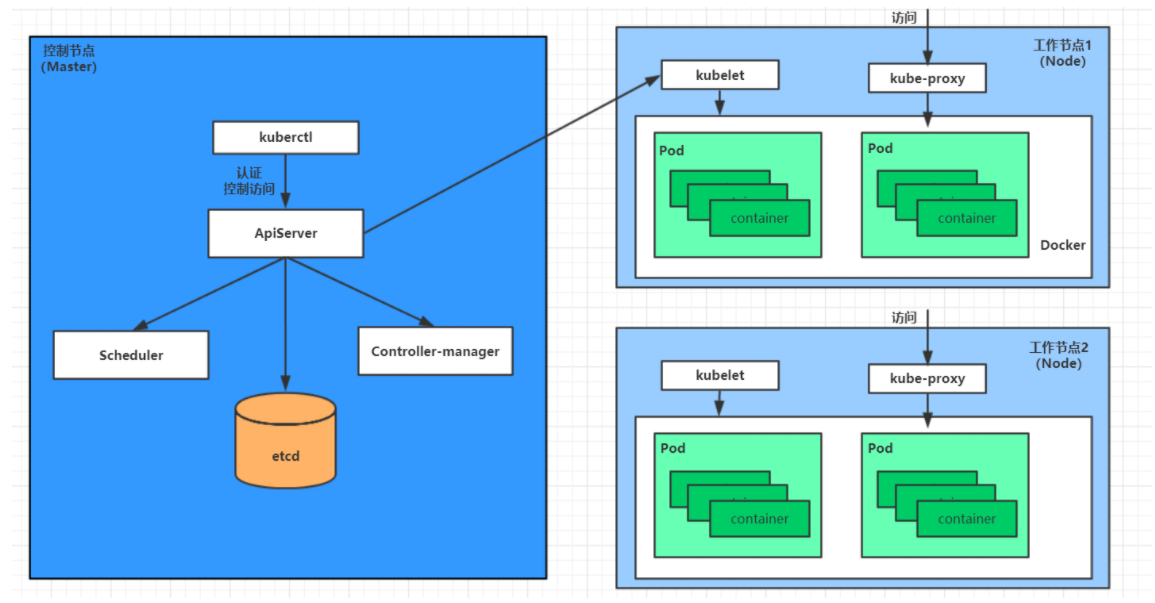 控制节点
(Master)
kuberctl
认证
控制访问
ApiServer
Scheduler
Controller-manager
etcd
访问
工作节点1
(Node)
kubelet
kube-proxy
Pod
container
Pod
container
Docker
访问
工作节点2
(Node)
kubelet
kube-proxy
Pod
container
Pod
container